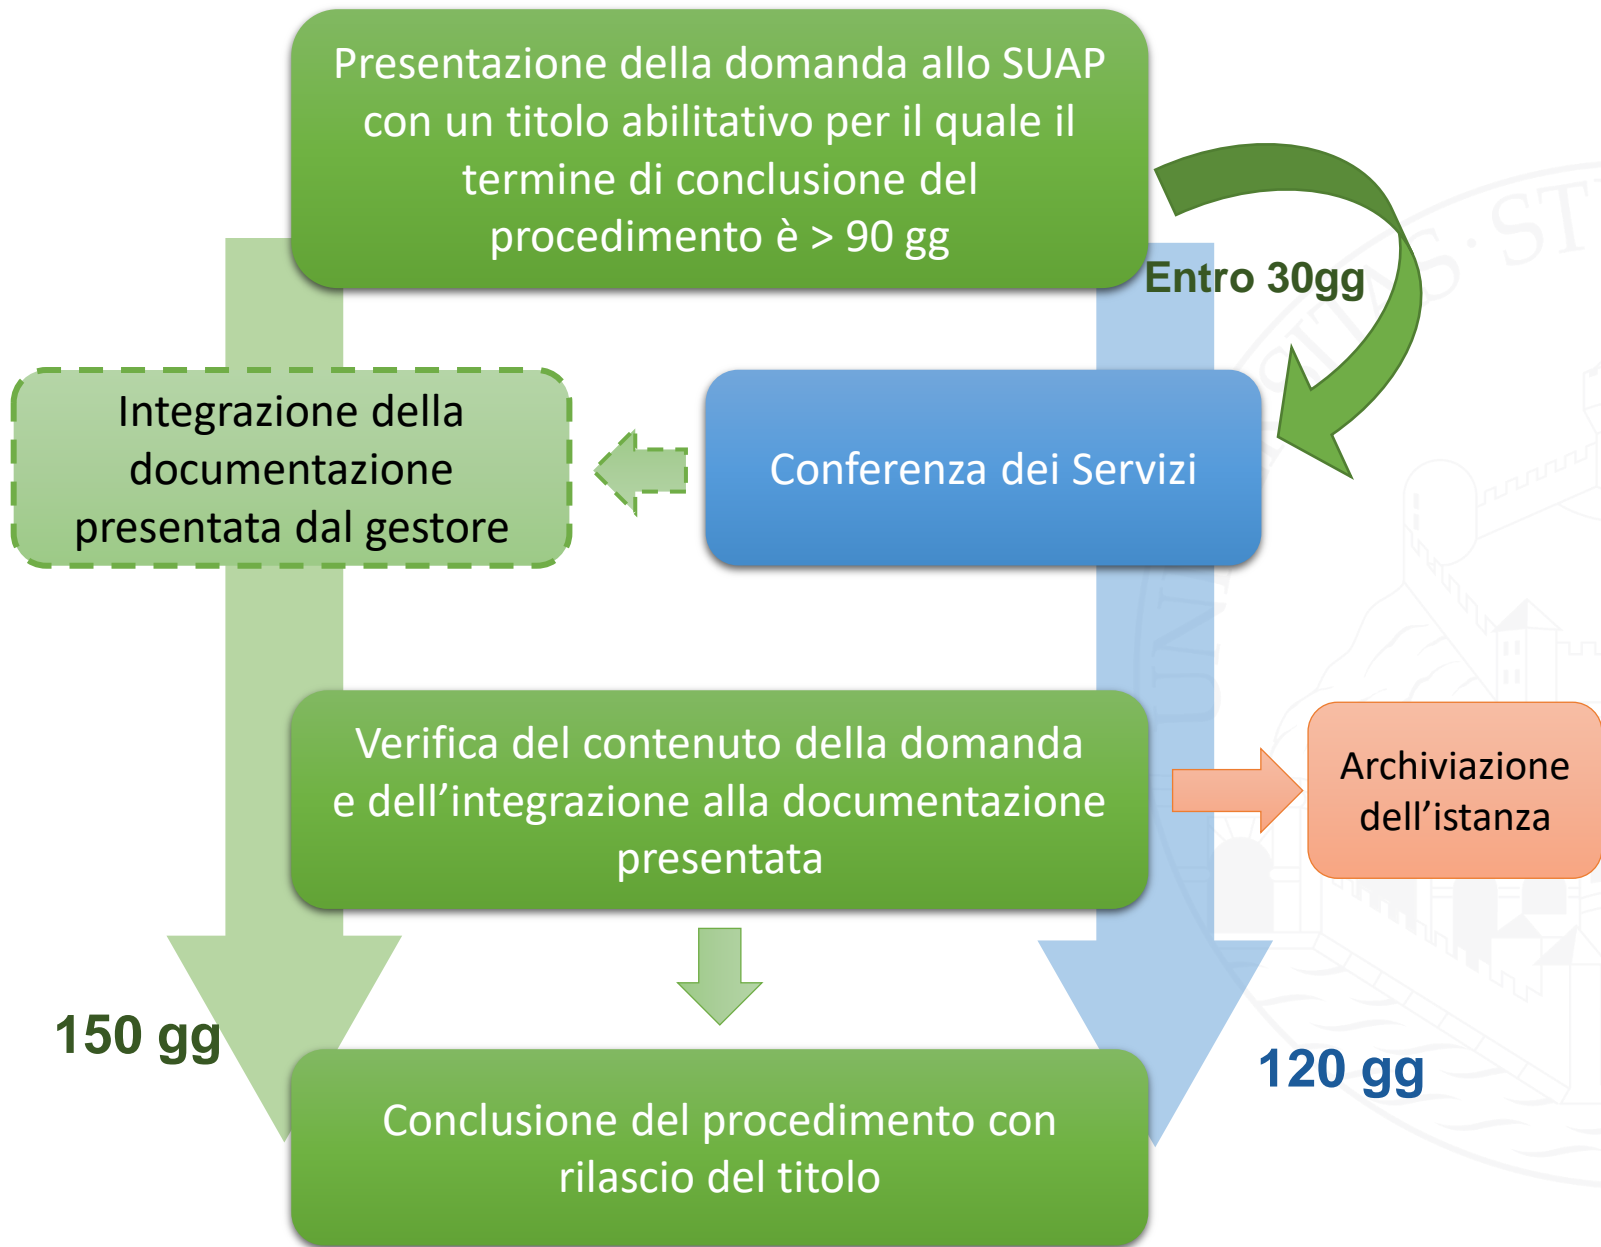 Presentazione della domanda allo SUAP
con un titolo abilitativo per il quale il
termine di conclusione del
procedimento è > 90 gg
Entro 30gg
Integrazione della
documentazione
presentata dal gestore
Conferenza dei Servizi
Verifica del contenuto della domanda
e dell’integrazione alla documentazione
presentata
Archiviazione
dell’istanza
150 gg
120 gg
Conclusione del procedimento con
rilascio del titolo